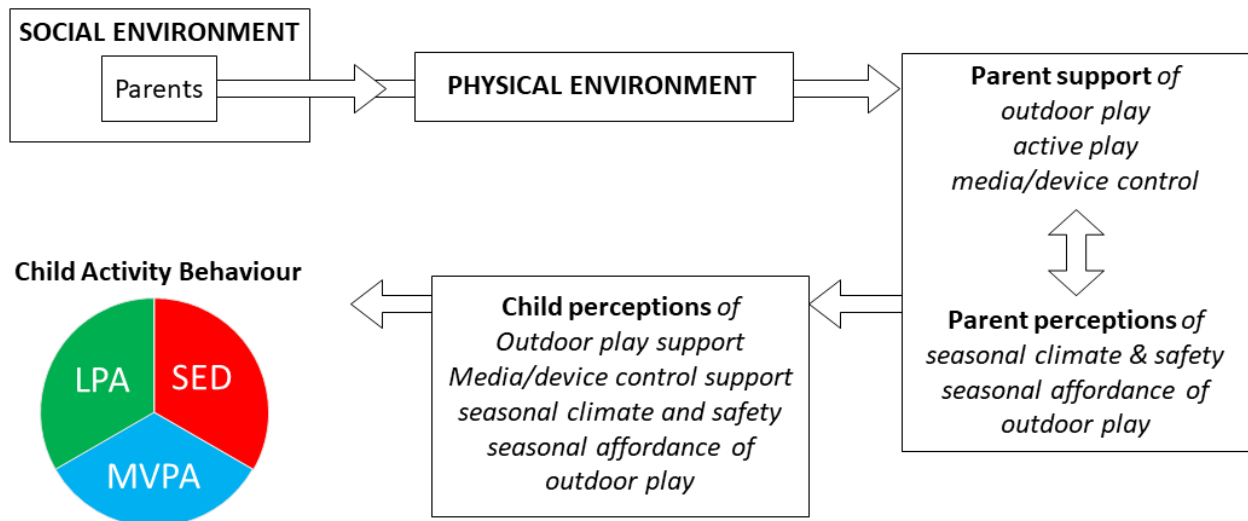 SOCIAL ENVIRONMENT
Parents
PHYSICAL ENVIRONMENT
Parent support of
outdoor play
active play
media/device control
Parent perceptions of
seasonal climate & safety
seasonal affordance of
outdoor play
Child perceptions of
Outdoor play support
Media/device control support
seasonal climate and safety
seasonal affordance of
outdoor play
Child Activity Behaviour
LPA
SED
MVPA